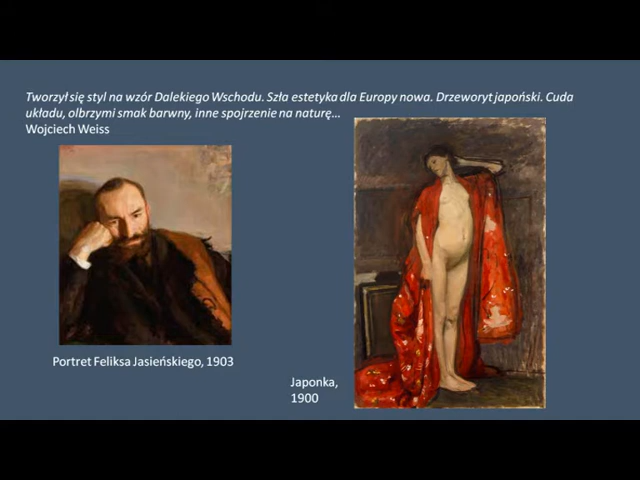 Tworzył się styl na wzór Dalekiego Wschodu. Szła estetyka dla Europy nowa. Drzeworyt japoński. Cuda
układu, olbrzymi smak barwny, inne spojrzenie na naturę...
Wojciech Weiss
Portret Feliksa Jasieńskiego, 1903
Japonka,
1900